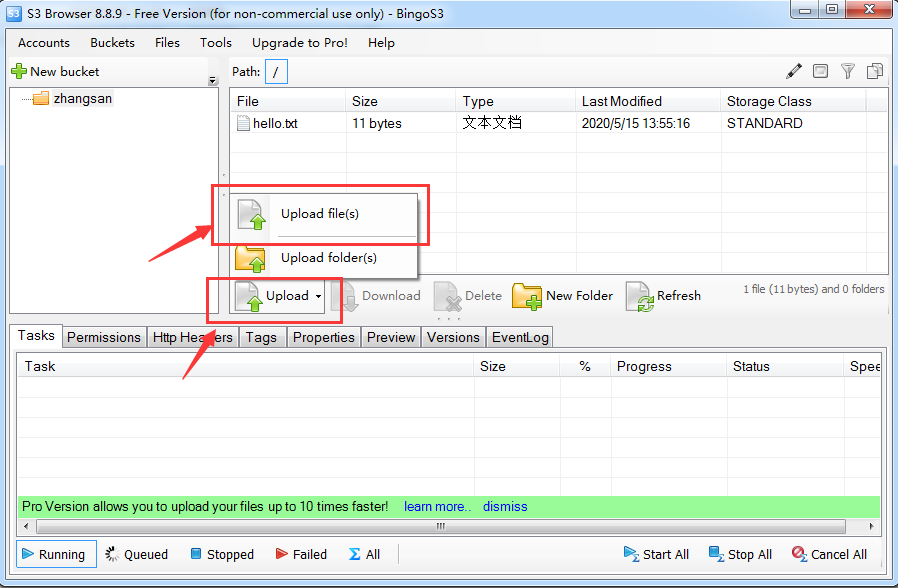 S3 Browser 8.8.9 - Free Version (for non-commercial use only) - BingoS3
Accounts Buckets Files Tools Upgrade to Pro! Help
New bucket Path: /
zhangsan
File Size Type Last Modified Storage Class
hello.txt 11 bytes 文本文档 2020/5/15 13:55:16 STANDARD
Upload file(s)
Upload folder(s)
Upload Download Delete New Folder Refresh 1 file (11 bytes) and 0 folders
Tasks Permissions Http Headers Tags Properties Preview Versions EventLog
Task Size % Progress Status Spee
Pro Version allows you to upload your files up to 10 times faster! learn more.. dismiss
Running Queued Stopped Failed All Start All Stop All Cancel All